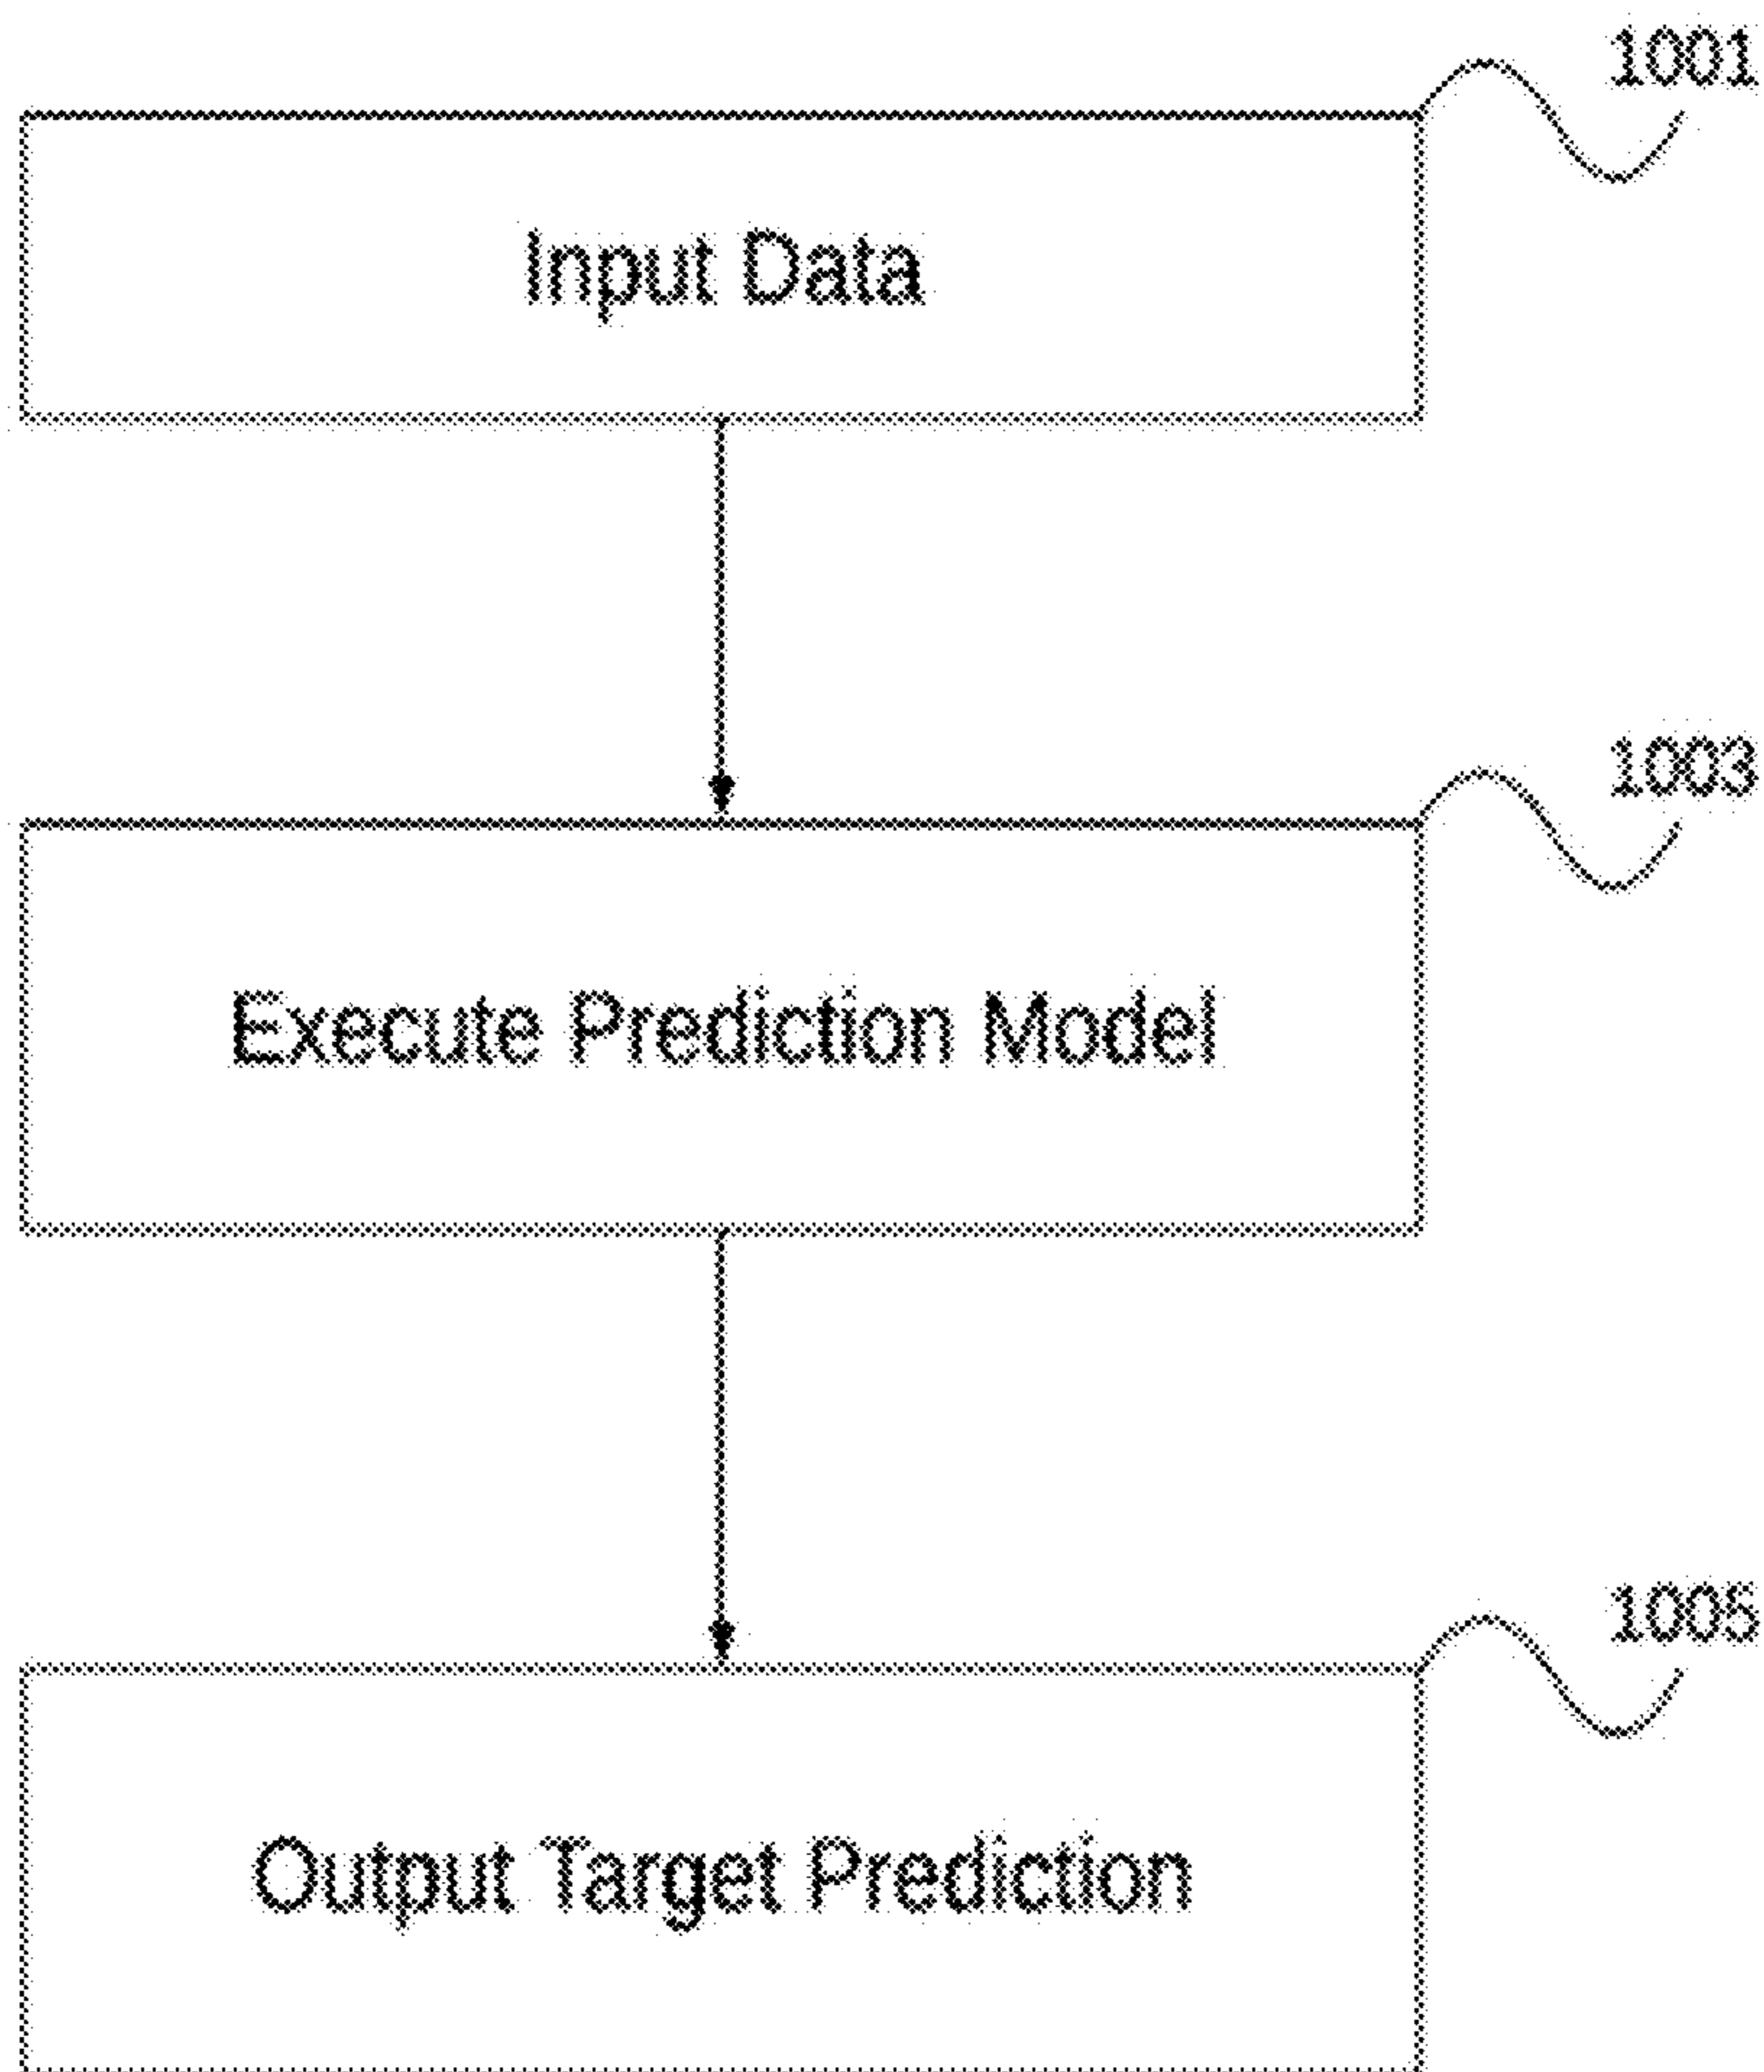 1001
Input Data
1003
Execute Prediction Model
1005
Output Target Prediction